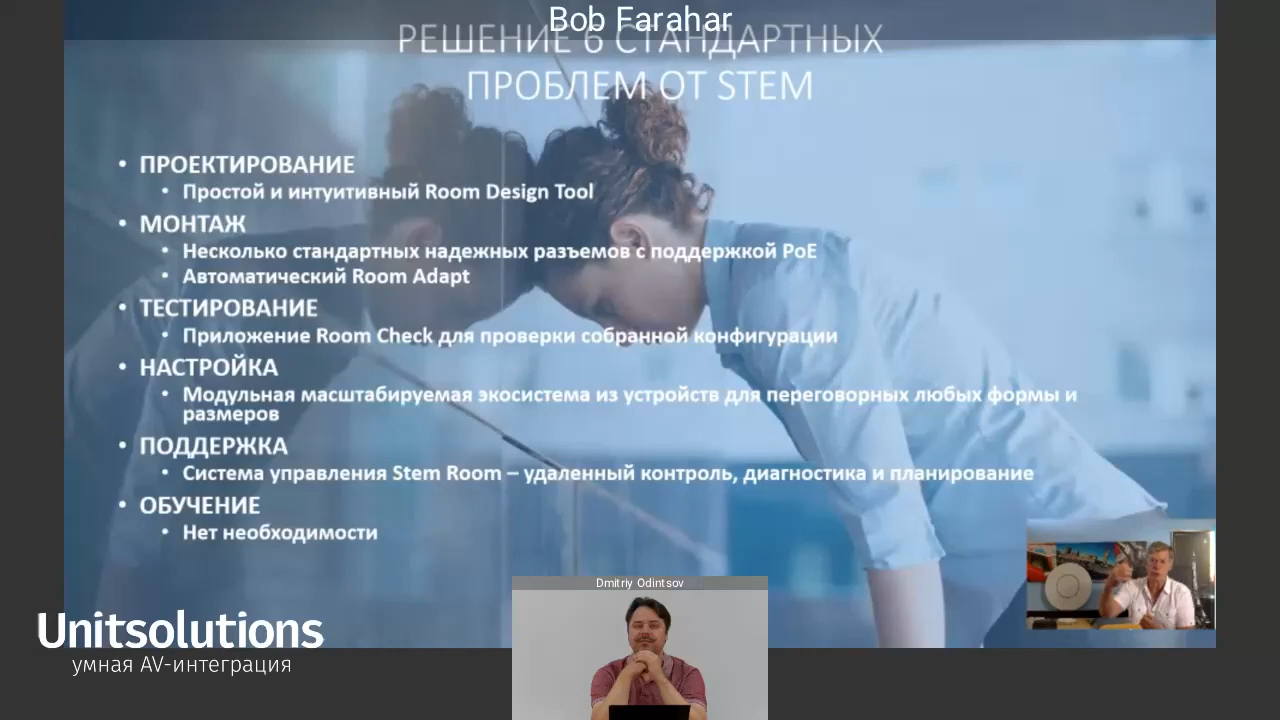 Bob Farahar
РЕШЕНИЕ 6 СТАНДАРТНЫХ
ПРОБЛЕМ ОТ STEM
• ПРОЕКТИРОВАНИЕ
• Простой и интуитивный Room Design Tool
• МОНТАЖ
• Несколько стандартных надежных разъемов с поддержкой PoE
• Автоматический Room Adapt
• ТЕСТИРОВАНИЕ
• Приложение Room Check для проверки собранной конфигурации
• НАСТРОЙКА
• Модульная масштабируемая экосистема из устройств для переговорных любых формы и
размеров
• ПОДДЕРЖКА
• Система управления Stem Room – удаленный контроль, диагностика и планирование
• ОБУЧЕНИЕ
• Нет необходимости
Dmitriy Odintsov
Unitsolutions
умная AV-интеграция